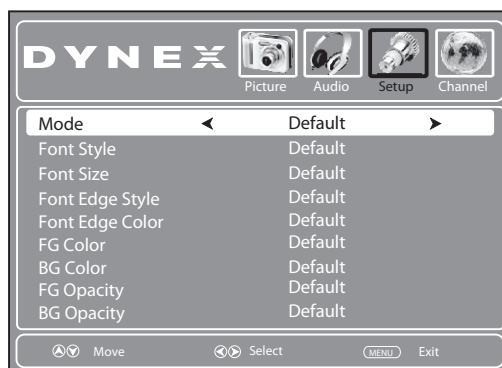 DYNEX
Picture Audio Setup Channel
Mode Default
Font Style Default
Font Size Default
Font Edge Style Default
Font Edge Color Default
FG Color Default
BG Color Default
FG Opacity Default
BG Opacity Default
Move Select MENU Exit